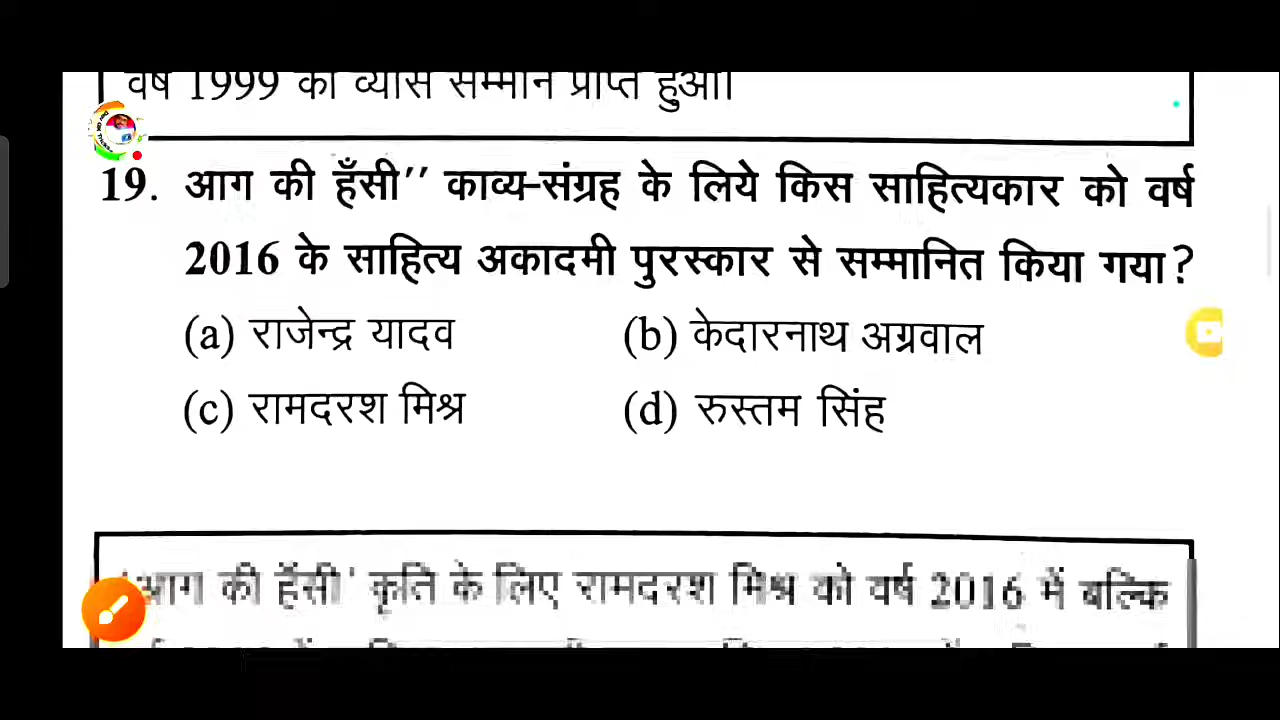 वर्ष 1999 का व्यास सम्मान प्राप्त हुआ।
19. आग की हँसी'' काव्य-संग्रह के लिये किस साहित्यकार को वर्ष
2016 के साहित्य अकादमी पुरस्कार से सम्मानित किया गया?
(a) राजेन्द्र यादव (b) केदारनाथ अग्रवाल
(c) रामदरश मिश्र (d) रुस्तम सिंह
'आग की हँसी' कृति के लिए रामदरश मिश्र को वर्ष 2016 में बल्कि